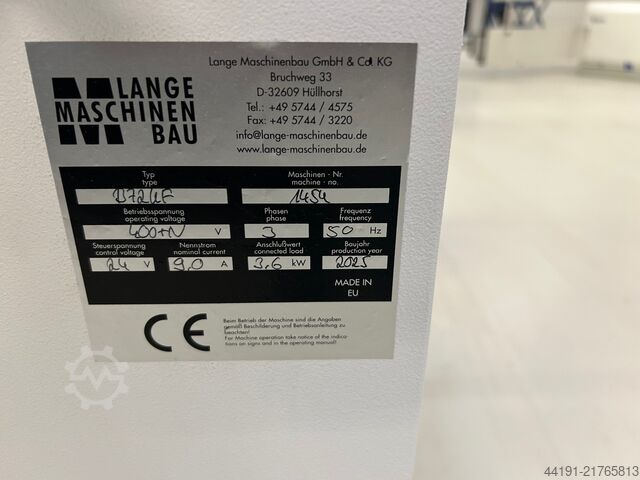 LANGE
MASCHINEN
BAU
Lange Maschinenbau GmbH & Co. KG
Bruchweg 33
D-32609 Hüllhorst
Tel.: +49 5744 / 4575
Fax: +49 5744 / 3220
info@lange-maschinenbau.de
www.lange-maschinenbau.de
Typ
type
Maschinen - Nr.
machine - no.
1454
Betriebsspannung
operating voltage
400+N V
Phasen
phase
3
Frequenz
frequency
50 Hz
Steuerspannung
control voltage
24 V
Nennstrom
nominal current
9,0 A
Anschlußwert
connected load
3,6 kW
Baujahr
production year
2025
MADE IN
EU
CE
Beim Betrieb der Maschine sind die Angaben
gemäß Beschilderung und Betriebsanleitung zu
beachten!
For Machine operation take notice of the indica-
tions on signs and in the operating manual!
44191-21765813